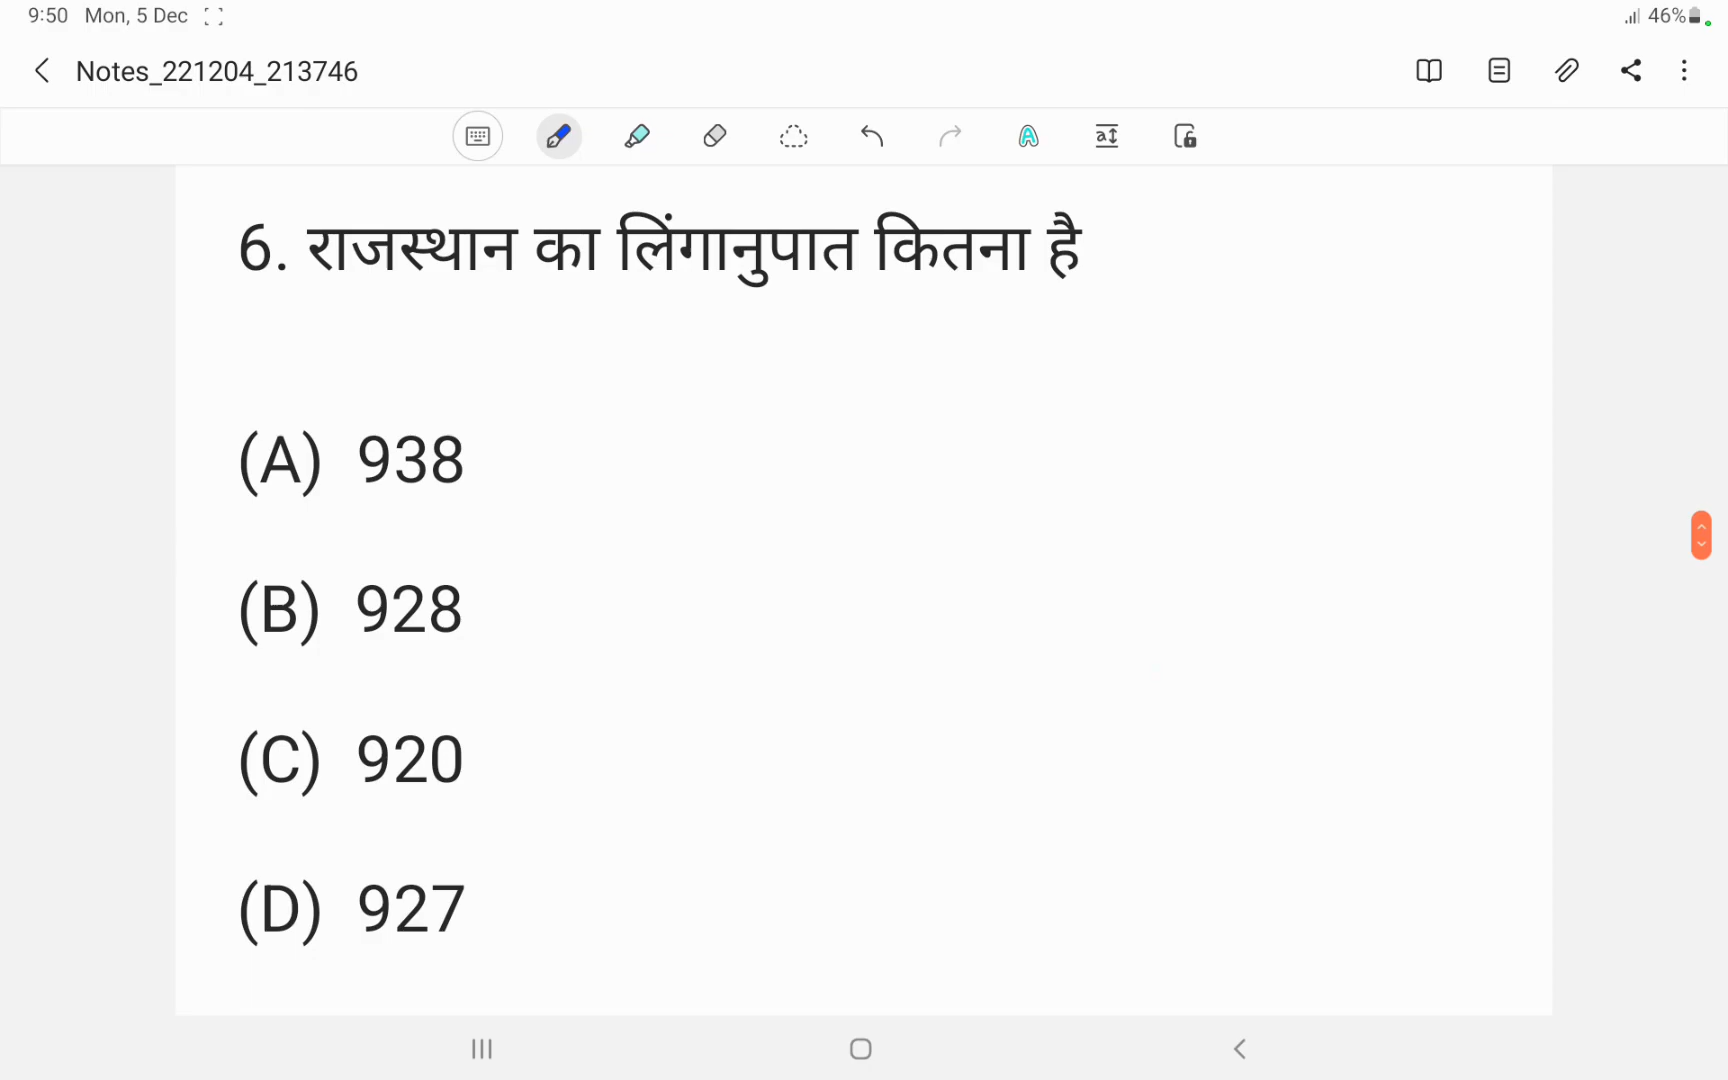 9:50 Mon, 5 Dec 46%
Notes_221204_213746
6. राजस्थान का लिंगानुपात कितना है
(A) 938
(B) 928
(C) 920
(D) 927